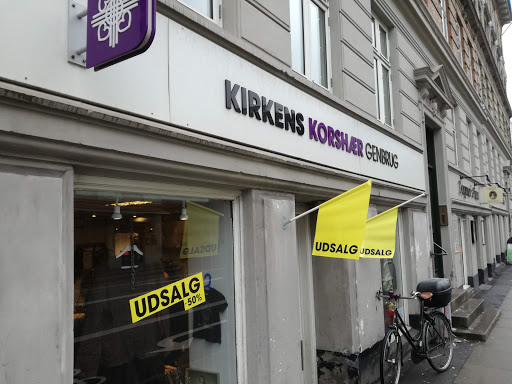 KIRKENS KORSHÆR GENBRUG
UDSALG
UDSALG
UDSALG
-50%